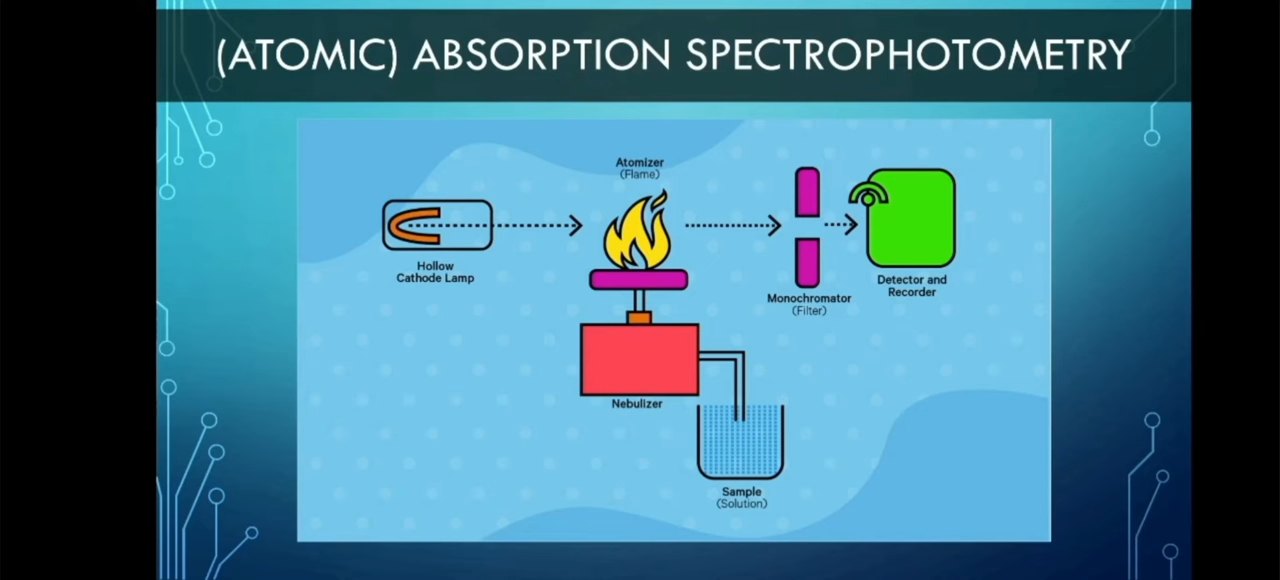 (ATOMIC) ABSORPTION SPECTROPHOTOMETRY
Atomizer
(Flame)
Hollow
Cathode Lamp
Monochromator
(Filter)
Detector and
Recorder
Nebulizer
Sample
(Solution)